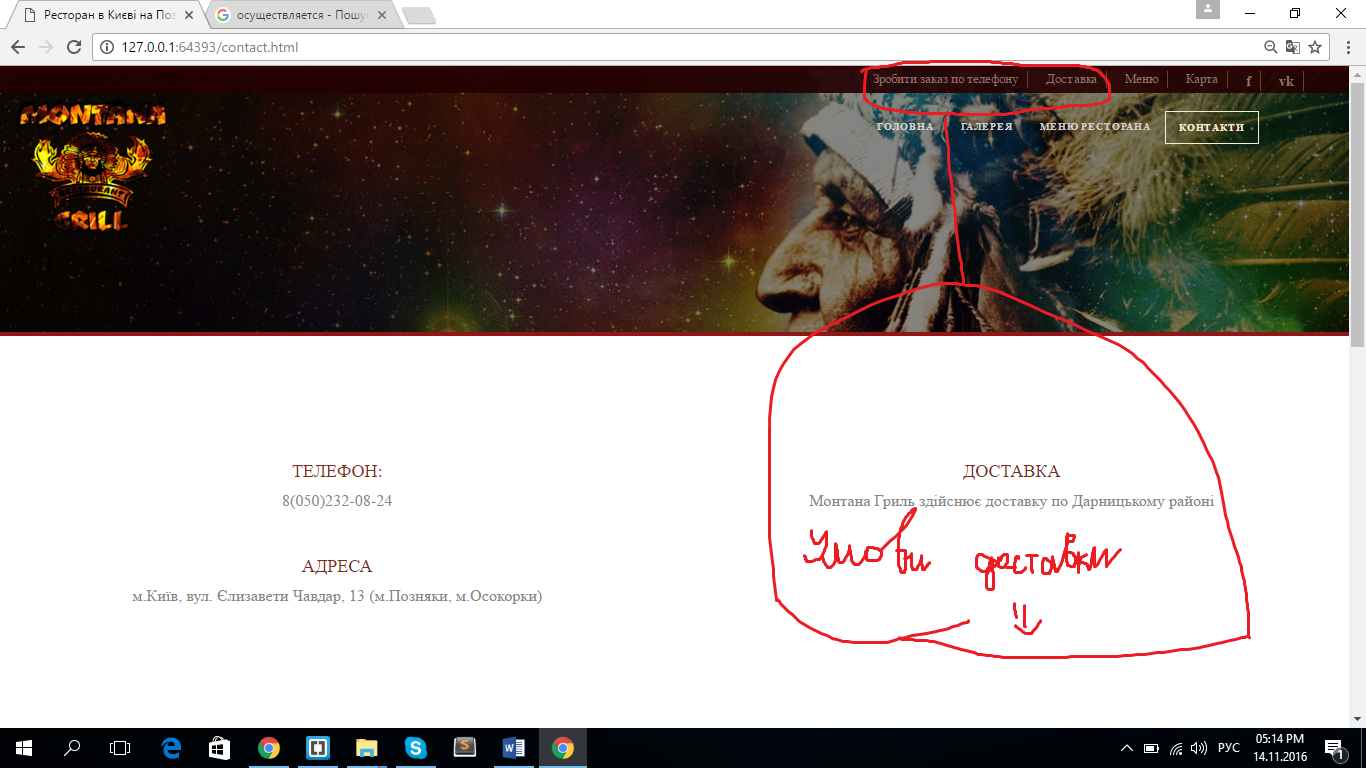 Ресторан в Києві на Поз
осуществляется - Пошу
127.0.0.1:64393/contact.html
Зробити заказ по телефону
Доставка
Меню
Карта
f
vk
MONTANA
RESTAURANT
GRILL
ГОЛОВНА
ГАЛЕРЕЯ
МЕНЮ РЕСТОРАНА
КОНТАКТИ
ТЕЛЕФОН:
8(050)232-08-24
АДРЕСА
м.Київ, вул. Єлизавети Чавдар, 13 (м.Позняки, м.Осокорки)
ДОСТАВКА
Монтана Гриль здійснює доставку по Дарницькому районі
Умови доставки
РУС
05:14 PM
14.11.2016
1